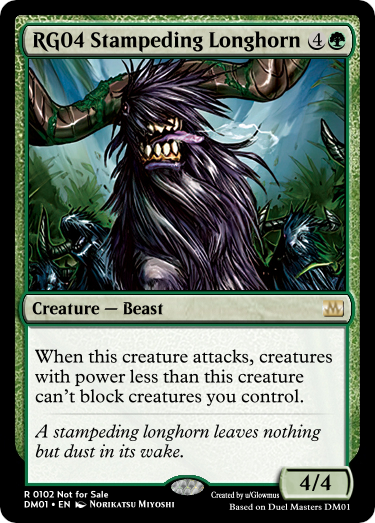 RG04 Stampeding Longhorn 4
Creature — Beast
When this creature attacks, creatures
with power less than this creature
can't block creatures you control.
A stampeding longhorn leaves nothing
but dust in its wake.
4/4
R 0102 Not for Sale
DM01 • EN Norikatsu Miyoshi
Created by u/Glowmus
Based on Duel Masters DM01